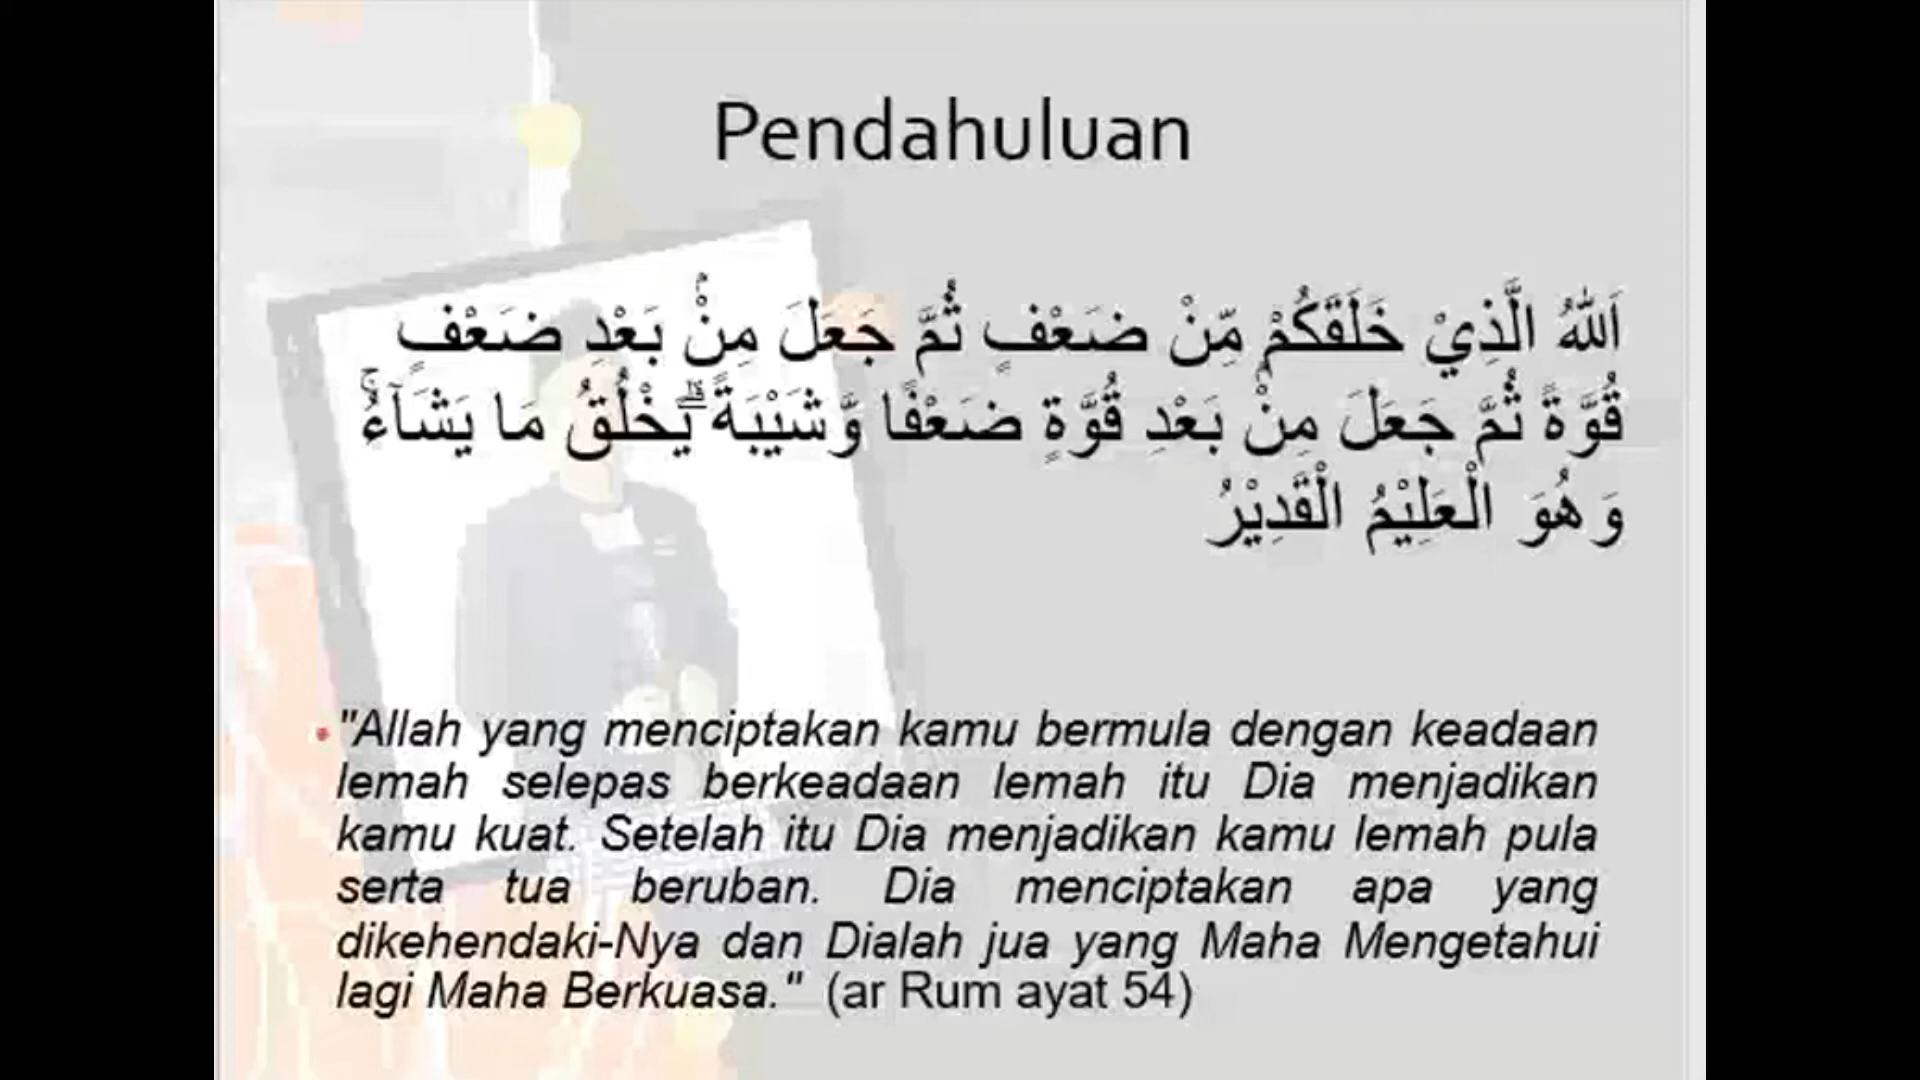 Pendahuluan
اَللّٰهُ الَّذِيْ خَلَقَكُمْ مِّنْ ضَعْفٍ ثُمَّ جَعَلَ مِنْۢ بَعْدِ ضَعْفٍ
قُوَّةً ثُمَّ جَعَلَ مِنْۢ بَعْدِ قُوَّةٍ ضَعْفًا وَّشَيْبَةً ۗيَخْلُقُ مَا يَشَاۤءُۚ
وَهُوَ الْعَلِيْمُ الْقَدِيْرُ
• "Allah yang menciptakan kamu bermula dengan keadaan
lemah selepas berkeadaan lemah itu Dia menjadikan
kamu kuat. Setelah itu Dia menjadikan kamu lemah pula
serta tua beruban. Dia menciptakan apa yang
dikehendaki-Nya dan Dialah jua yang Maha Mengetahui
lagi Maha Berkuasa." (ar Rum ayat 54)